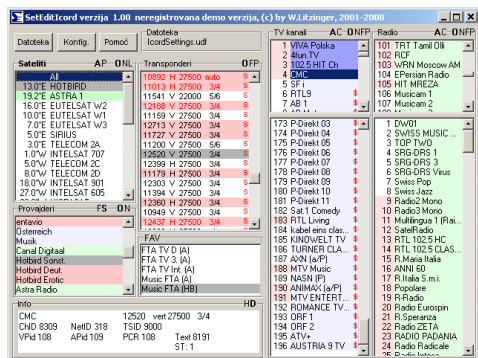 SetEditIcord verzija 1.00 neregistrovana demo verzija, (c) by W.Litzinger, 2001-2008
Datoteka Konfig. Pomoć
Datoteka
IcordSettings.udf
Sateliti AP ONL
All
13.0°E HOTBIRD
19.2°E ASTRA 1
16.0°E EUTELSAT W2
10.0°E EUTELSAT W1
7.0°E EUTELSAT W3
5.0°E SIRIUS
3.0°E TELECOM 2A
1.0°W INTELSAT 707
5.0°W TELECOM 2C
8.0°W TELECOM 2D
18.0°W INTELSAT 901
27.0°W INTELSAT 605
Provajderi FS ON
entavio
Österreich
Musik
Canal Digitaal
Hotbird Sonst.
Hotbird Deut.
Hotbird Erotic
Astra Radio
Transponderi OFP
10892 H 27500 auto S
11013 H 27500 3/4 S
11541 V 22000 5/6 S
12188 V 27500 3/4 S
11159 V 27500 3/4 S
12713 V 27500 3/4 S
11727 V 27500 3/4 S
11200 V 27500 5/6 S
12520 V 27500 3/4 S
12399 H 27500 3/4 S
11179 H 27500 3/4 S
12303 V 27500 3/4 S
11394 V 27500 3/4 S
12360 H 27500 3/4 S
10949 V 27500 3/4 S
12437 V 27500 3/4 S
FAV
FTA TV D (A)
FTA TV 3. (A)
FTA TV Int. (A)
Music FTA (A)
Music FTA (HB)
TV kanali AC ONFP
1 VIVA Polska
2 4fun.TV
3 102.5 HIT Ch
4 CMC
5 SF i
6 RTL9 $
7 AB 1 $
173 P-Direkt 03 $
174 P-Direkt 04 $
175 P-Direkt 05 $
176 P-Direkt 06 $
177 P-Direkt 07 $
178 P-Direkt 08 $
179 P-Direkt 09 $
180 P-Direkt 10 $
181 P-Direkt 11 $
182 Sat.1 Comedy $
183 RTL Living $
184 kabel eins clas... $
185 KINOWELT TV $
186 TURNER CLA... $
187 AXN (a/P) $
188 MTV Music $
189 NASN (P) $
190 ANIMAX (a/P) $
191 MTV ENTERT... $
192 ROMANCE TV... $
193 ORF 1 $
194 ORF 2 $
195 ATV+ $
196 AUSTRIA 9 TV $
Radio AC ONFP
101 TRT Tamil Olli
102 RCF
103 WRN Moscow AM
104 EPersian Radio
105 HIT MREZA
106 Musicam 1
107 Musicam 2
1 DW01
2 SWISS MUSIC ...
3 TOP TWO
4 SRG-DRS 1
5 SRG-DRS 3
6 SRG-DRS Virus
7 Swiss Pop
8 Swiss Jazz
9 Radio2 Mono
10 Radio3 Mono
11 Multilingua 1 (Rai...
12 SatelRadio
13 RTL 102.5 HC
14 RTL 102.5 CLAS...
15 R.Maria Italia
16 ANNI 60
17 R.Italia S.m.i.
18 Popolare
19 R-Radio
20 Radio Eurospin
21 R.Speranza
22 Radio ZETA
23 RADIO PADANIA
24 Radio Radicale
Info HD
CMC 12520 vert 27500 3/4
ChID 8309 NetID 318 TSID 9000
VPid 108 APid 109 PCR 108 Text 8191
ST: 1